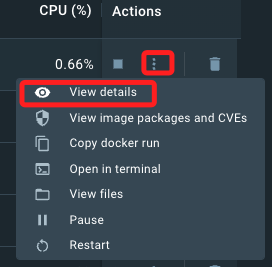 CPU (%) Actions
0.66%
View details
View image packages and CVEs
Copy docker run
Open in terminal
View files
Pause
Restart